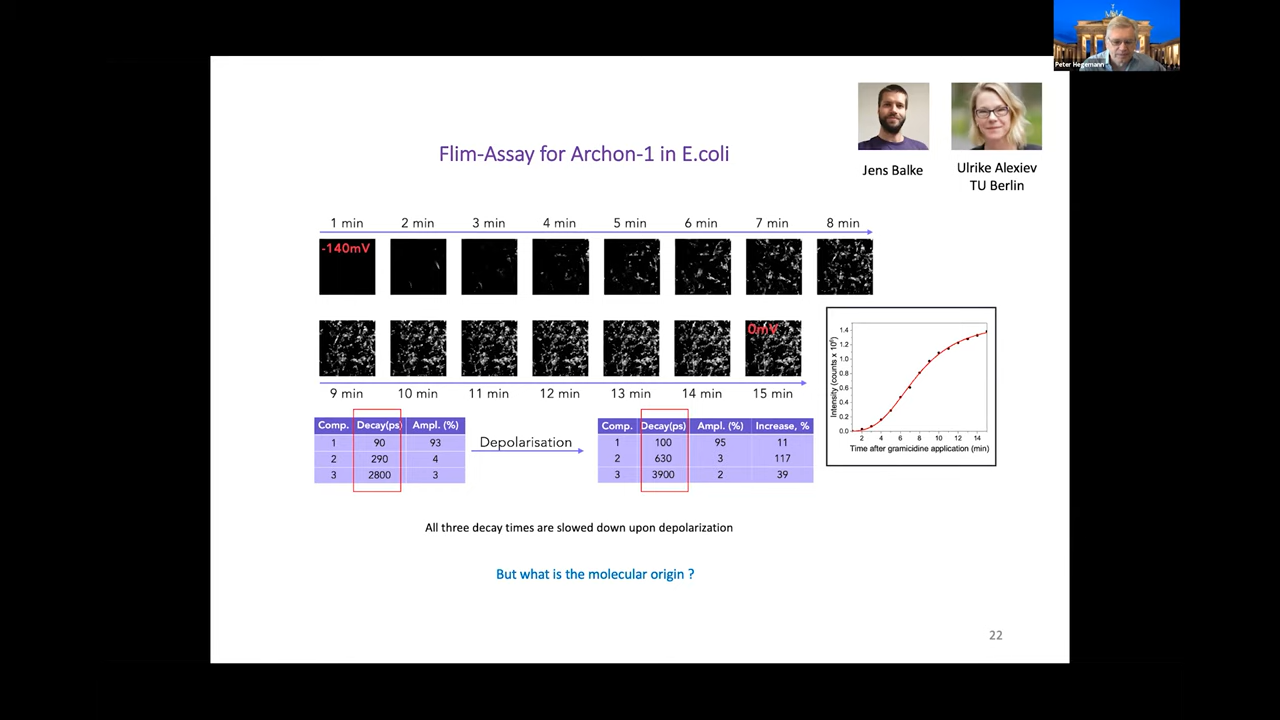 Peter Hegemann
Jens Balke
Ulrike Alexiev
TU Berlin
Flim-Assay for Archon-1 in E.coli
1 min 2 min 3 min 4 min 5 min 6 min 7 min 8 min
-140mV
0mV
9 min 10 min 11 min 12 min 13 min 14 min 15 min
Comp. Decay(ps) Ampl. (%)
1 90 93
2 290 4
3 2800 3
Depolarisation
Comp. Decay(ps) Ampl. (%) Increase, %
1 100 95 11
2 630 3 117
3 3900 2 39
Intensity (counts x 10⁶)
1.4
1.2
1.0
0.8
0.6
0.4
0.2
0.0
2 4 6 8 10 12 14
Time after gramicidine application (min)
All three decay times are slowed down upon depolarization
But what is the molecular origin ?
22